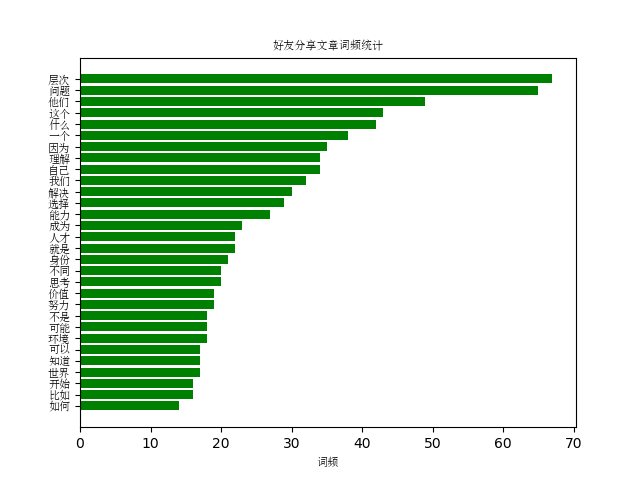 好友分享文章词频统计
层次
问题
他们
这个
什么
一个
因为
理解
自己
我们
解决
选择
能力
成为
人才
就是
身份
不同
思考
价值
努力
不是
可能
环境
可以
知道
世界
开始
比如
如何
0 10 20 30 40 50 60 70
词频